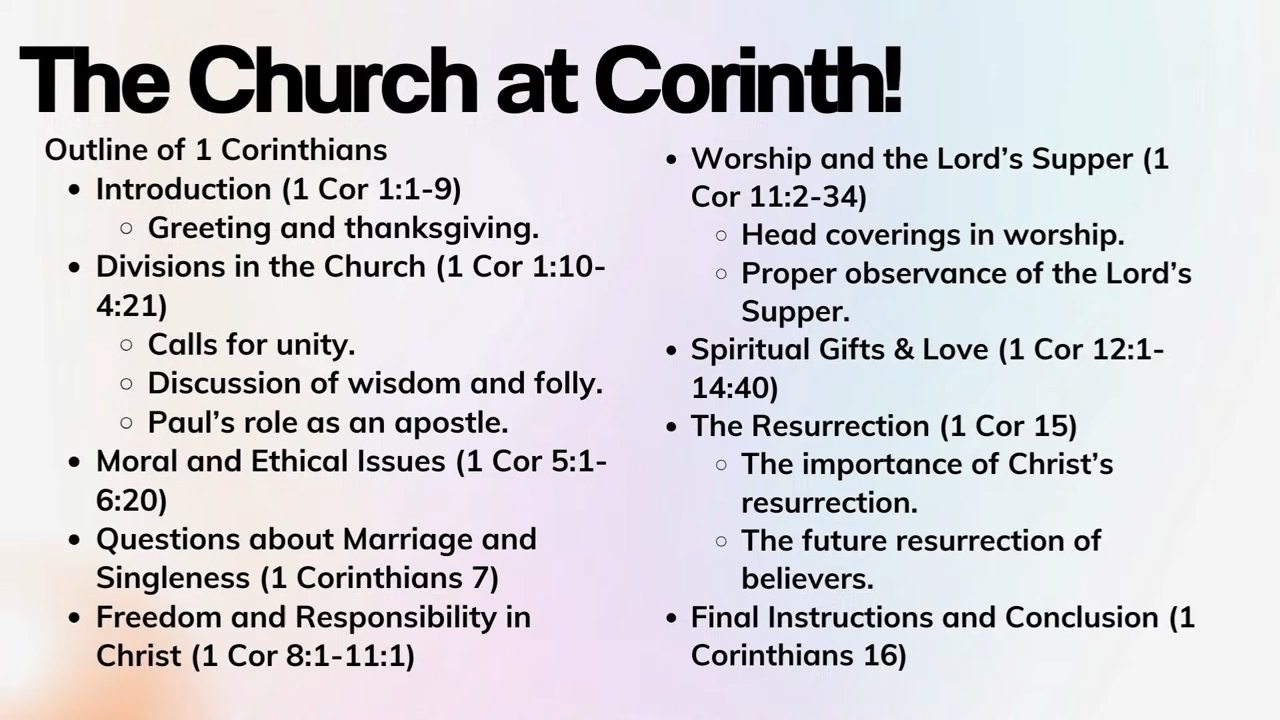 The Church at Corinth!
Outline of 1 Corinthians
• Introduction (1 Cor 1:1-9)
○ Greeting and thanksgiving.
• Divisions in the Church (1 Cor 1:10-
4:21)
○ Calls for unity.
○ Discussion of wisdom and folly.
○ Paul’s role as an apostle.
• Moral and Ethical Issues (1 Cor 5:1-
6:20)
• Questions about Marriage and
Singleness (1 Corinthians 7)
• Freedom and Responsibility in
Christ (1 Cor 8:1-11:1)
• Worship and the Lord’s Supper (1
Cor 11:2-34)
○ Head coverings in worship.
○ Proper observance of the Lord’s
Supper.
• Spiritual Gifts & Love (1 Cor 12:1-
14:40)
• The Resurrection (1 Cor 15)
○ The importance of Christ’s
resurrection.
○ The future resurrection of
believers.
• Final Instructions and Conclusion (1
Corinthians 16)